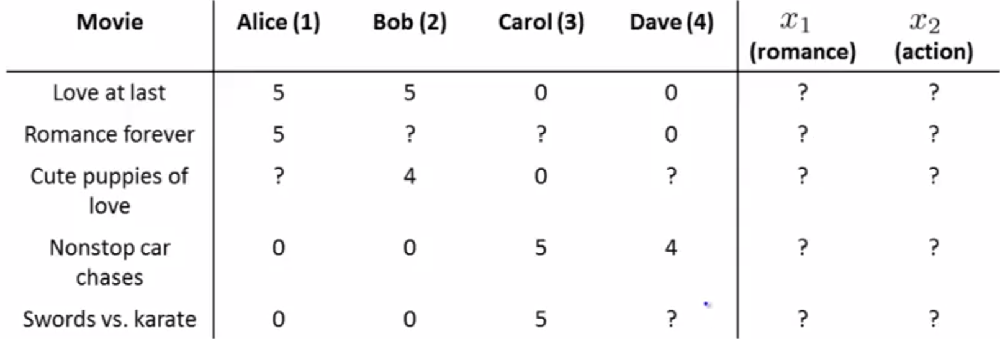 Movie Alice (1) Bob (2) Carol (3) Dave (4) x₁ x₂
(romance) (action)
Love at last 5 5 0 0 ? ?
Romance forever 5 ? ? 0 ? ?
Cute puppies of ? 4 0 ? ? ?
love
Nonstop car 0 0 5 4 ? ?
chases
Swords vs. karate 0 0 5 ? ? ?